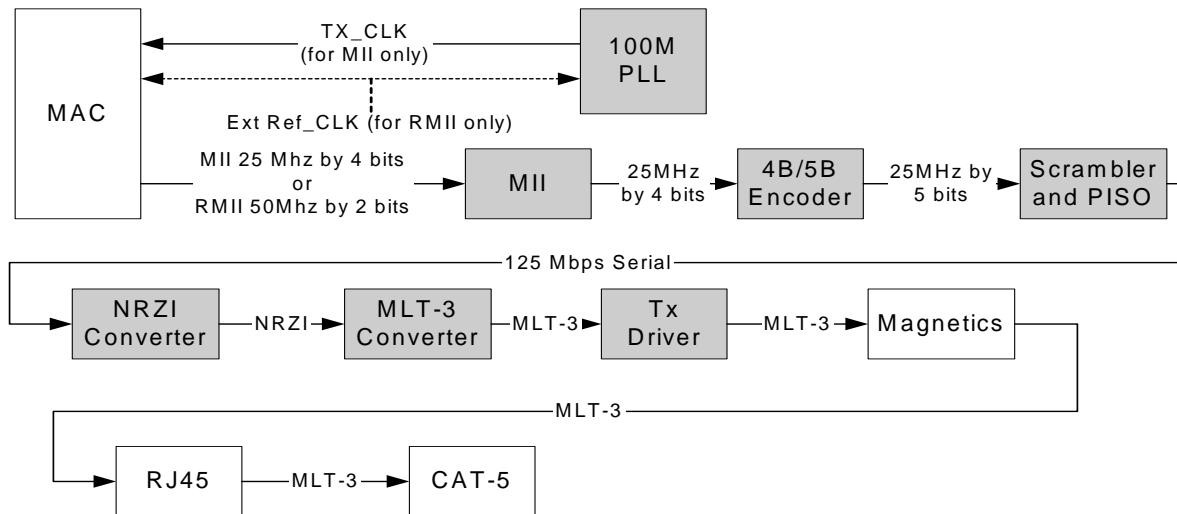 TX_CLK
(for MII only)
100M
PLL
MAC
Ext Ref_CLK (for RMII only)
MII 25 Mhz by 4 bits
or
RMII 50Mhz by 2 bits
MII
25MHz
by 4 bits
4B/5B
Encoder
25MHz by
5 bits
Scrambler
and PISO
125 Mbps Serial
NRZI
Converter
NRZI
MLT-3
Converter
MLT-3
Tx
Driver
MLT-3
Magnetics
MLT-3
RJ45
MLT-3
CAT-5